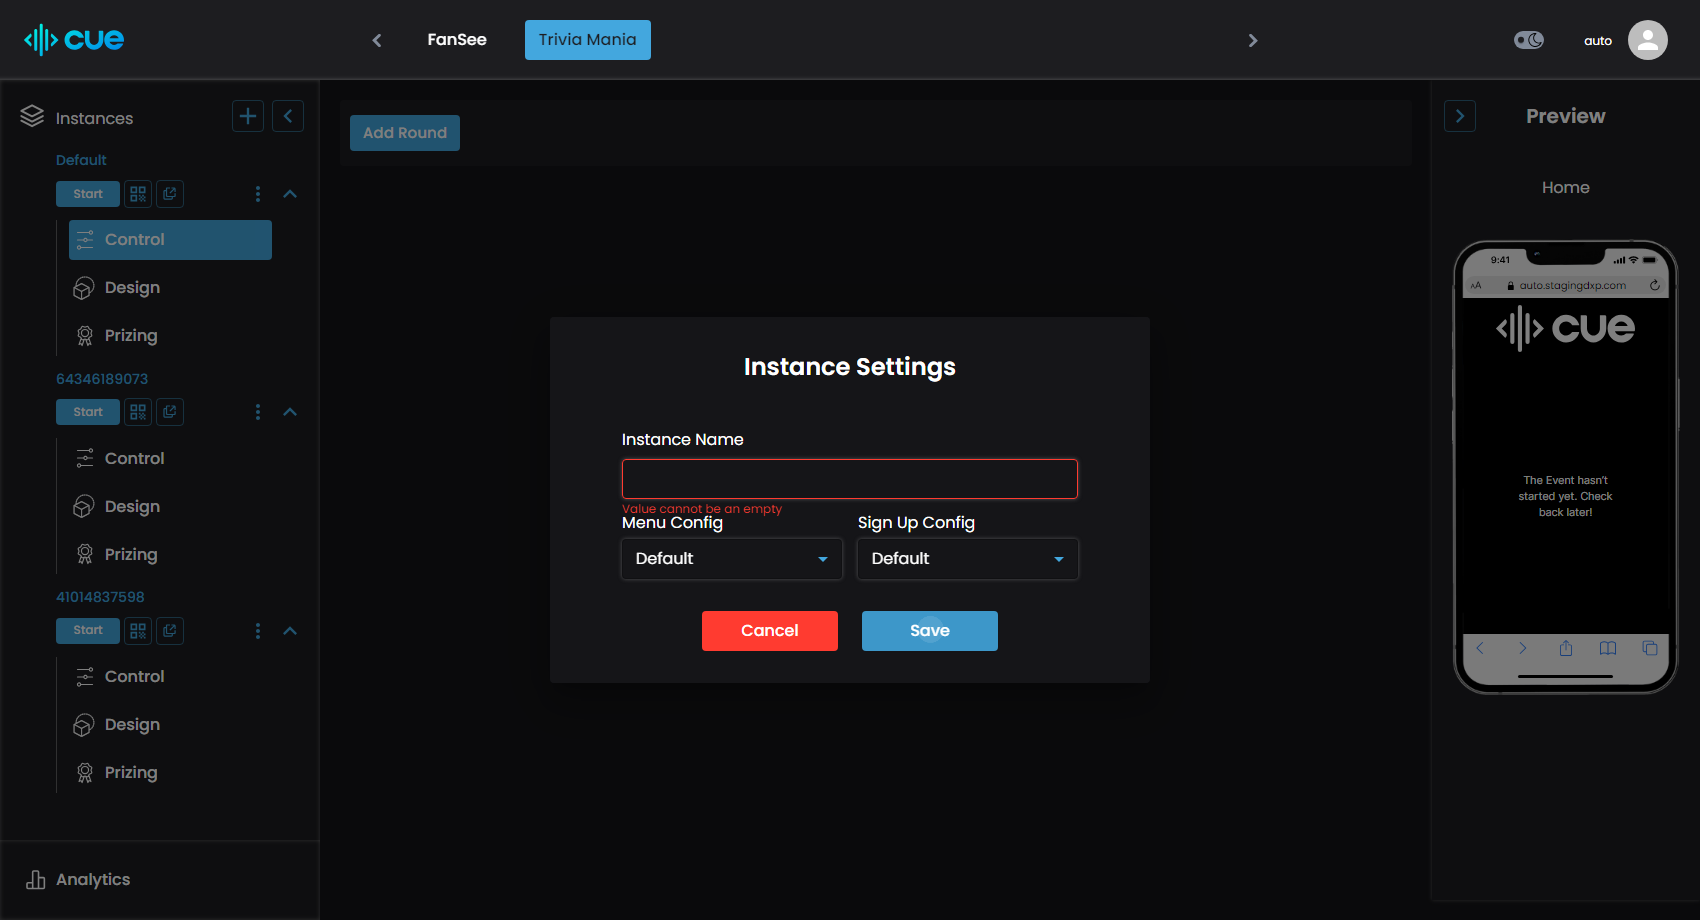 cue
FanSee
Trivia Mania
auto
Instances
Default
Start
Control
Design
Prizing
64346189073
Start
Control
Design
Prizing
41014837598
Start
Control
Design
Prizing
Analytics
Add Round
Instance Settings
Instance Name
Value cannot be an empty
Menu Config
Sign Up Config
Default
Default
Cancel
Save
Preview
Home
9:41
AA
auto.stagingdxp.com
cue
The Event hasn't
started yet. Check
back later!